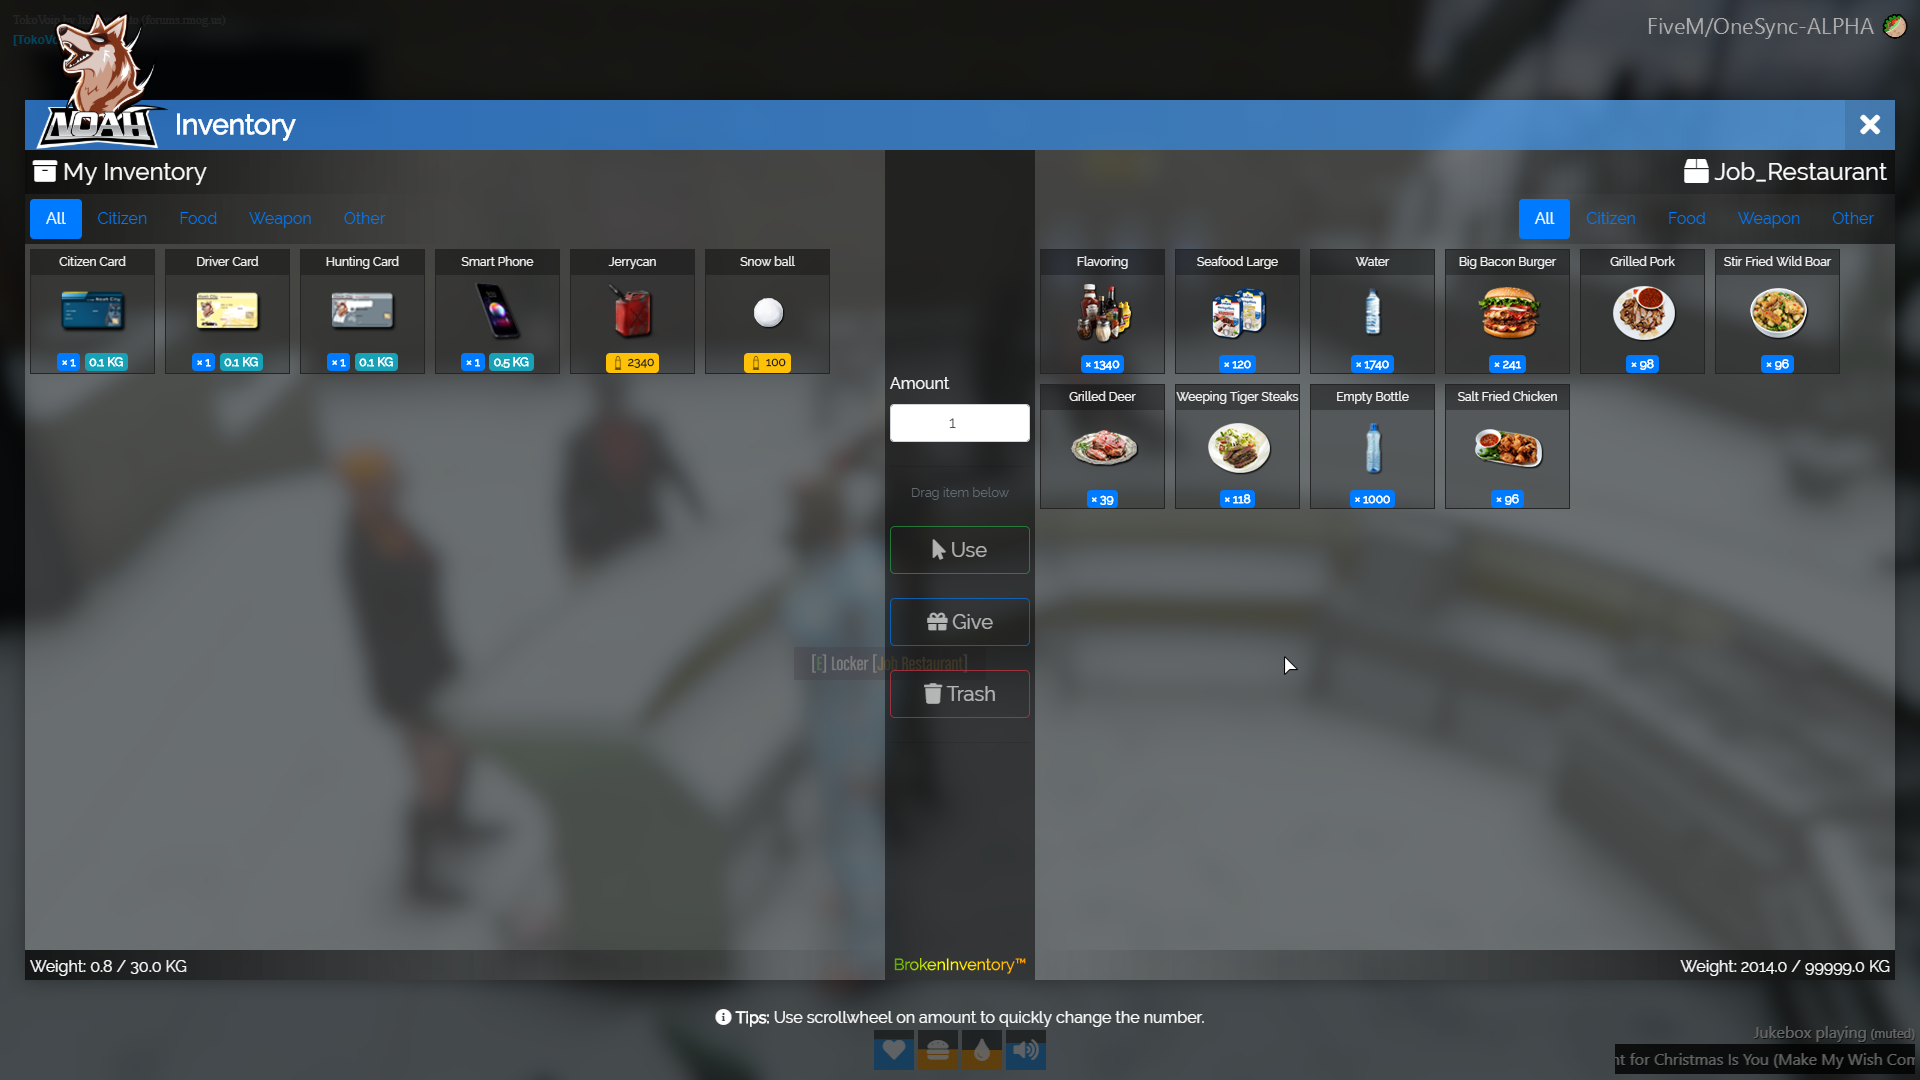 FiveM/OneSync-ALPHA
NOAH
Inventory
My Inventory
Job_Restaurant
All Citizen Food Weapon Other
All Citizen Food Weapon Other
Citizen Card
× 1 0.1 KG
Driver Card
× 1 0.1 KG
Hunting Card
× 1 0.1 KG
Smart Phone
× 1 0.5 KG
Jerrycan
2340
Snow ball
100
Amount
1
Drag item below
Use
Give
[E] Locker [Job Restaurant]
Trash
BrokenInventory™
Flavoring
× 1340
Seafood Large
× 120
Water
× 1740
Big Bacon Burger
× 241
Grilled Pork
× 98
Stir Fried Wild Boar
× 96
Grilled Deer
× 39
Weeping Tiger Steaks
× 118
Empty Bottle
× 1000
Salt Fried Chicken
× 96
Weight: 0.8 / 30.0 KG
Weight: 2014.0 / 99999.0 KG
Tips: Use scrollwheel on amount to quickly change the number.
Jukebox playing (muted)
for Christmas Is You (Make My Wish